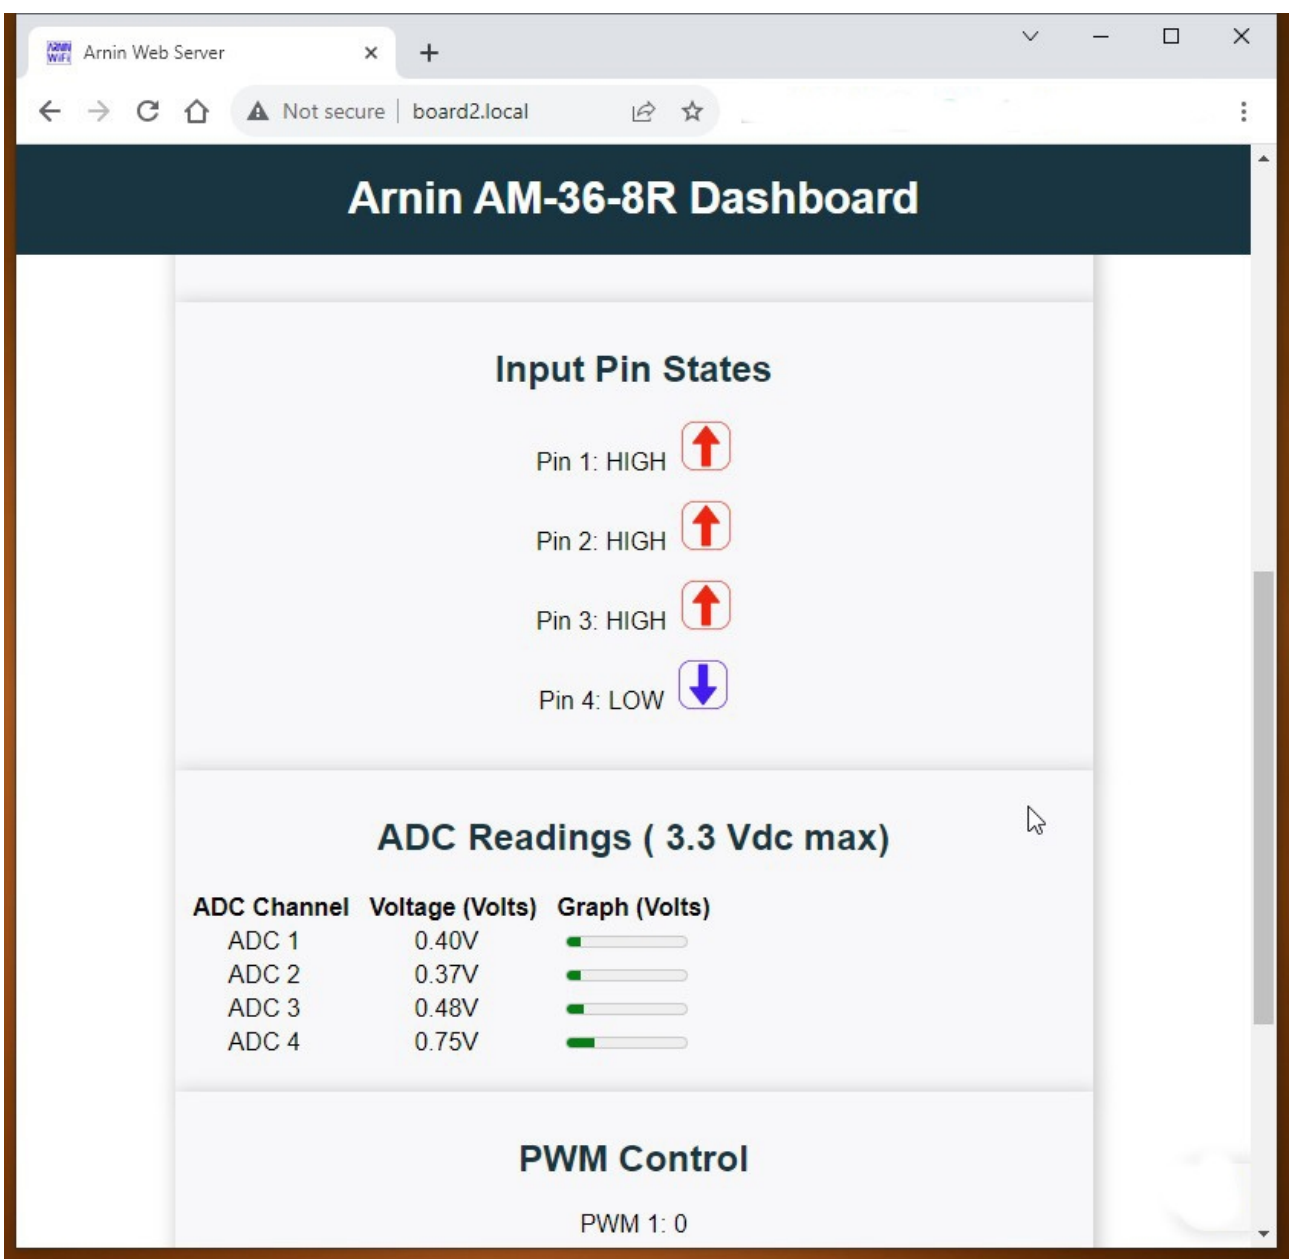 ARNIN
WiFi
Arnin Web Server
Not secure
board2.local
Arnin AM-36-8R Dashboard
Input Pin States
Pin 1: HIGH
Pin 2: HIGH
Pin 3: HIGH
Pin 4: LOW
ADC Readings ( 3.3 Vdc max)
ADC Channel Voltage (Volts) Graph (Volts)
ADC 1 0.40V
ADC 2 0.37V
ADC 3 0.48V
ADC 4 0.75V
PWM Control
PWM 1: 0